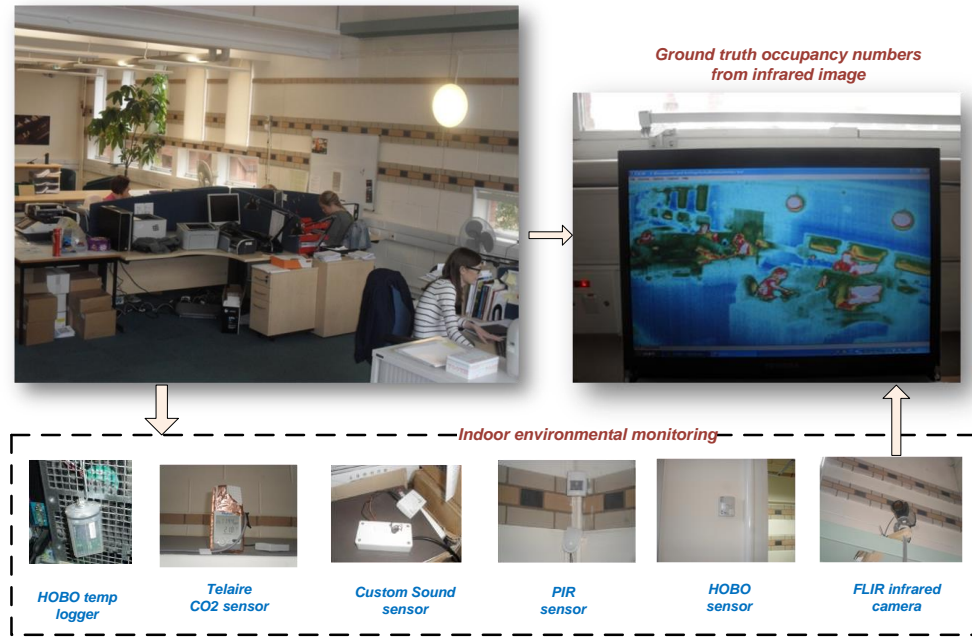 Ground truth occupancy numbers
from infrared image
Indoor environmental monitoring
HOBO temp
logger
Telaire
CO2 sensor
Custom Sound
sensor
PIR
sensor
HOBO
sensor
FLIR infrared
camera